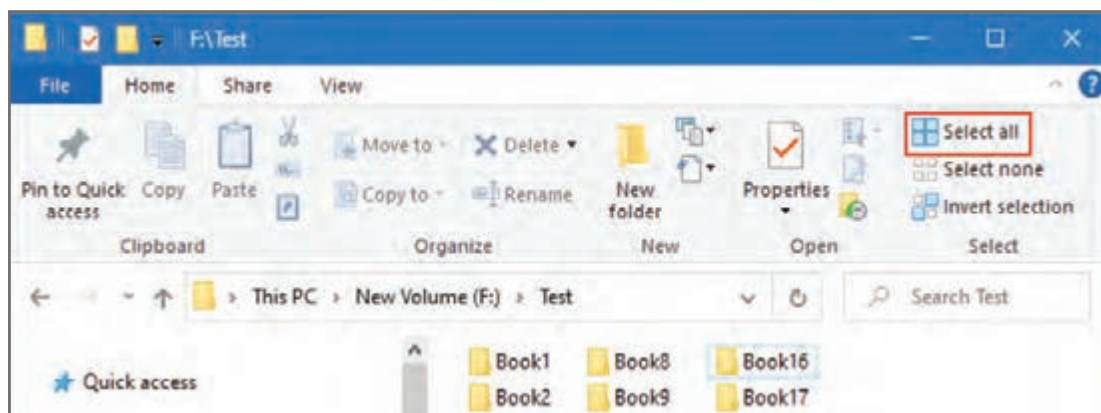 F:\Test
File Home Share View
?
Pin to Quick access
Copy
Paste
Clipboard
Move to
Copy to
Delete
Rename
Organize
New folder
New
Properties
Open
Select all
Select none
Invert selection
Select
This PC > New Volume (F:) > Test
Search Test
Quick access
Book1 Book8 Book16
Book2 Book9 Book17